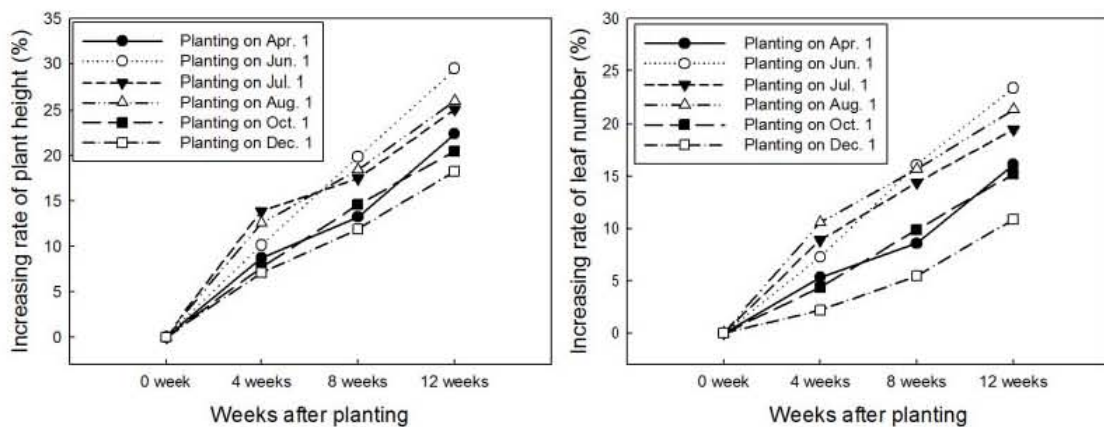 Increasing rate of plant height (%)
35
30
25
20
15
10
5
0
Planting on Apr. 1
Planting on Jun. 1
Planting on Jul. 1
Planting on Aug. 1
Planting on Oct. 1
Planting on Dec. 1
0 week 4 weeks 8 weeks 12 weeks
Weeks after planting
Increasing rate of leaf number (%)
30
25
20
15
10
5
0
Planting on Apr. 1
Planting on Jun. 1
Planting on Jul. 1
Planting on Aug. 1
Planting on Oct. 1
Planting on Dec. 1
0 week 4 weeks 8 weeks 12 weeks
Weeks after planting